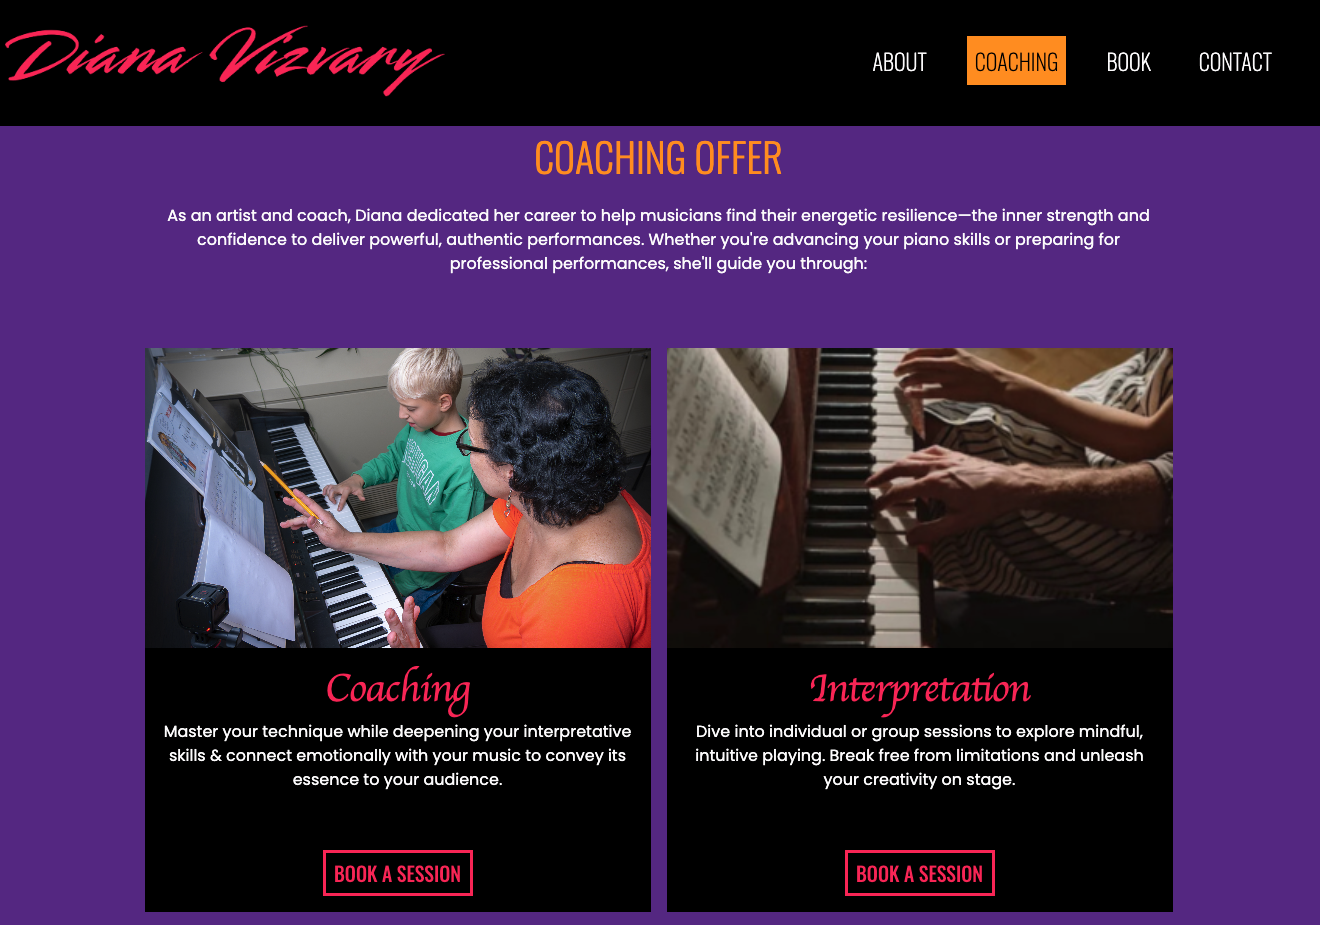 Diana Vizvary
ABOUT COACHING BOOK CONTACT
COACHING OFFER
As an artist and coach, Diana dedicated her career to help musicians find their energetic resilience—the inner strength and
confidence to deliver powerful, authentic performances. Whether you're advancing your piano skills or preparing for
professional performances, she'll guide you through:
Coaching
Master your technique while deepening your interpretative
skills & connect emotionally with your music to convey its
essence to your audience.
BOOK A SESSION
Interpretation
Dive into individual or group sessions to explore mindful,
intuitive playing. Break free from limitations and unleash
your creativity on stage.
BOOK A SESSION